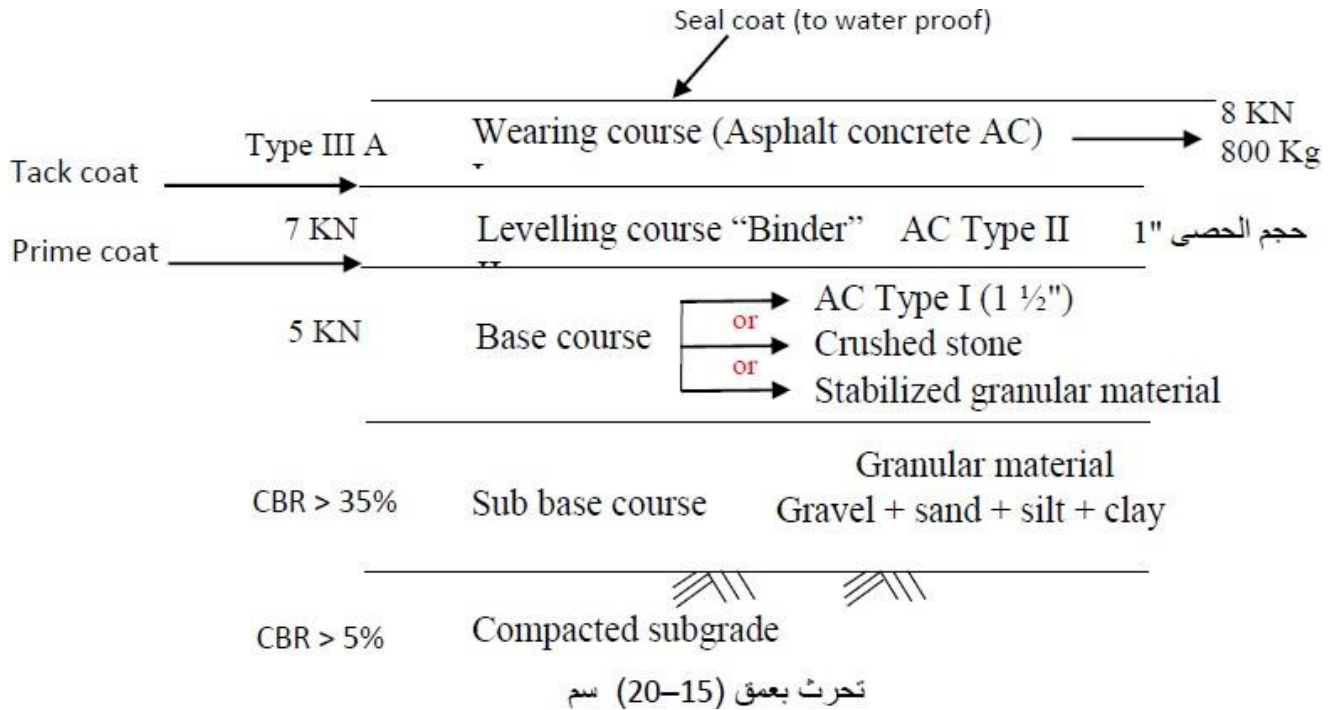 Seal coat (to water proof)
Type III A Wearing course (Asphalt concrete AC) 8 KN
800 Kg
Tack coat
7 KN Levelling course “Binder” AC Type II حجم الحصى "1
Prime coat
AC Type I (1 ½")
or
5 KN Base course Crushed stone
or
Stabilized granular material
Granular material
CBR > 35% Sub base course Gravel + sand + silt + clay
CBR > 5% Compacted subgrade
تحرث بعمق (15–20) سم